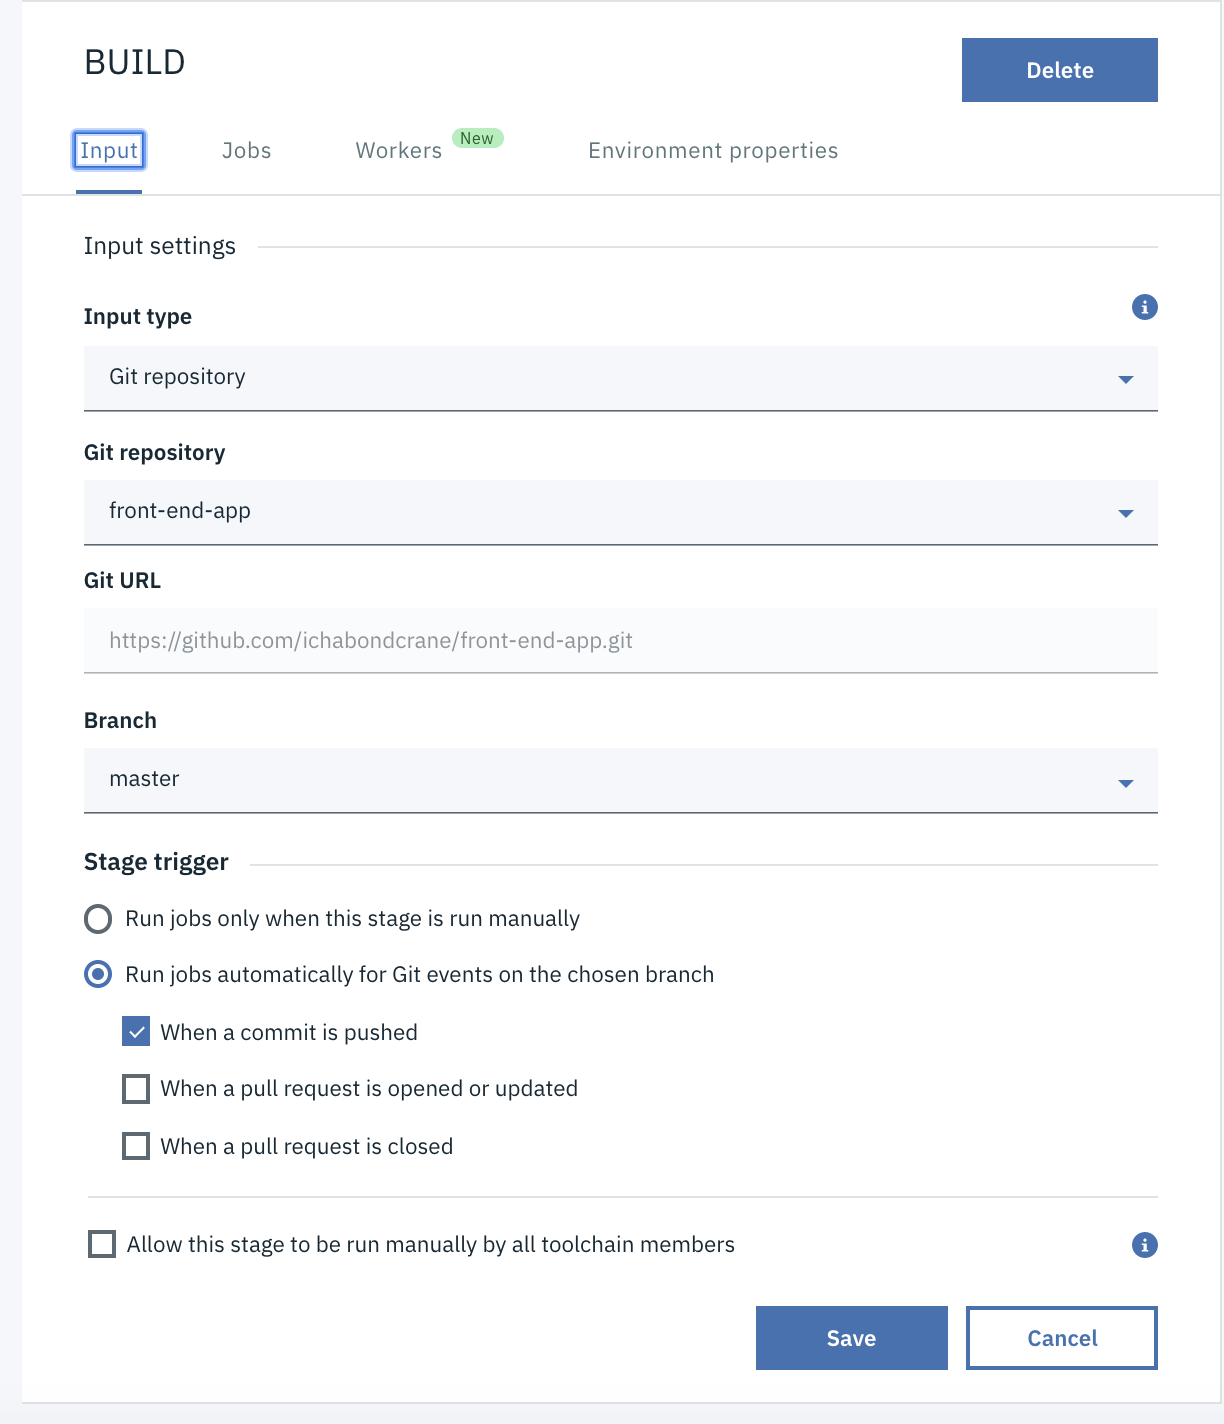 BUILD
Delete
Input
Jobs
Workers
New
Environment properties
Input settings
Input type
Git repository
Git repository
front-end-app
Git URL
https://github.com/ichabondcrane/front-end-app.git
Branch
master
Stage trigger
Run jobs only when this stage is run manually
Run jobs automatically for Git events on the chosen branch
When a commit is pushed
When a pull request is opened or updated
When a pull request is closed
Allow this stage to be run manually by all toolchain members
Save
Cancel